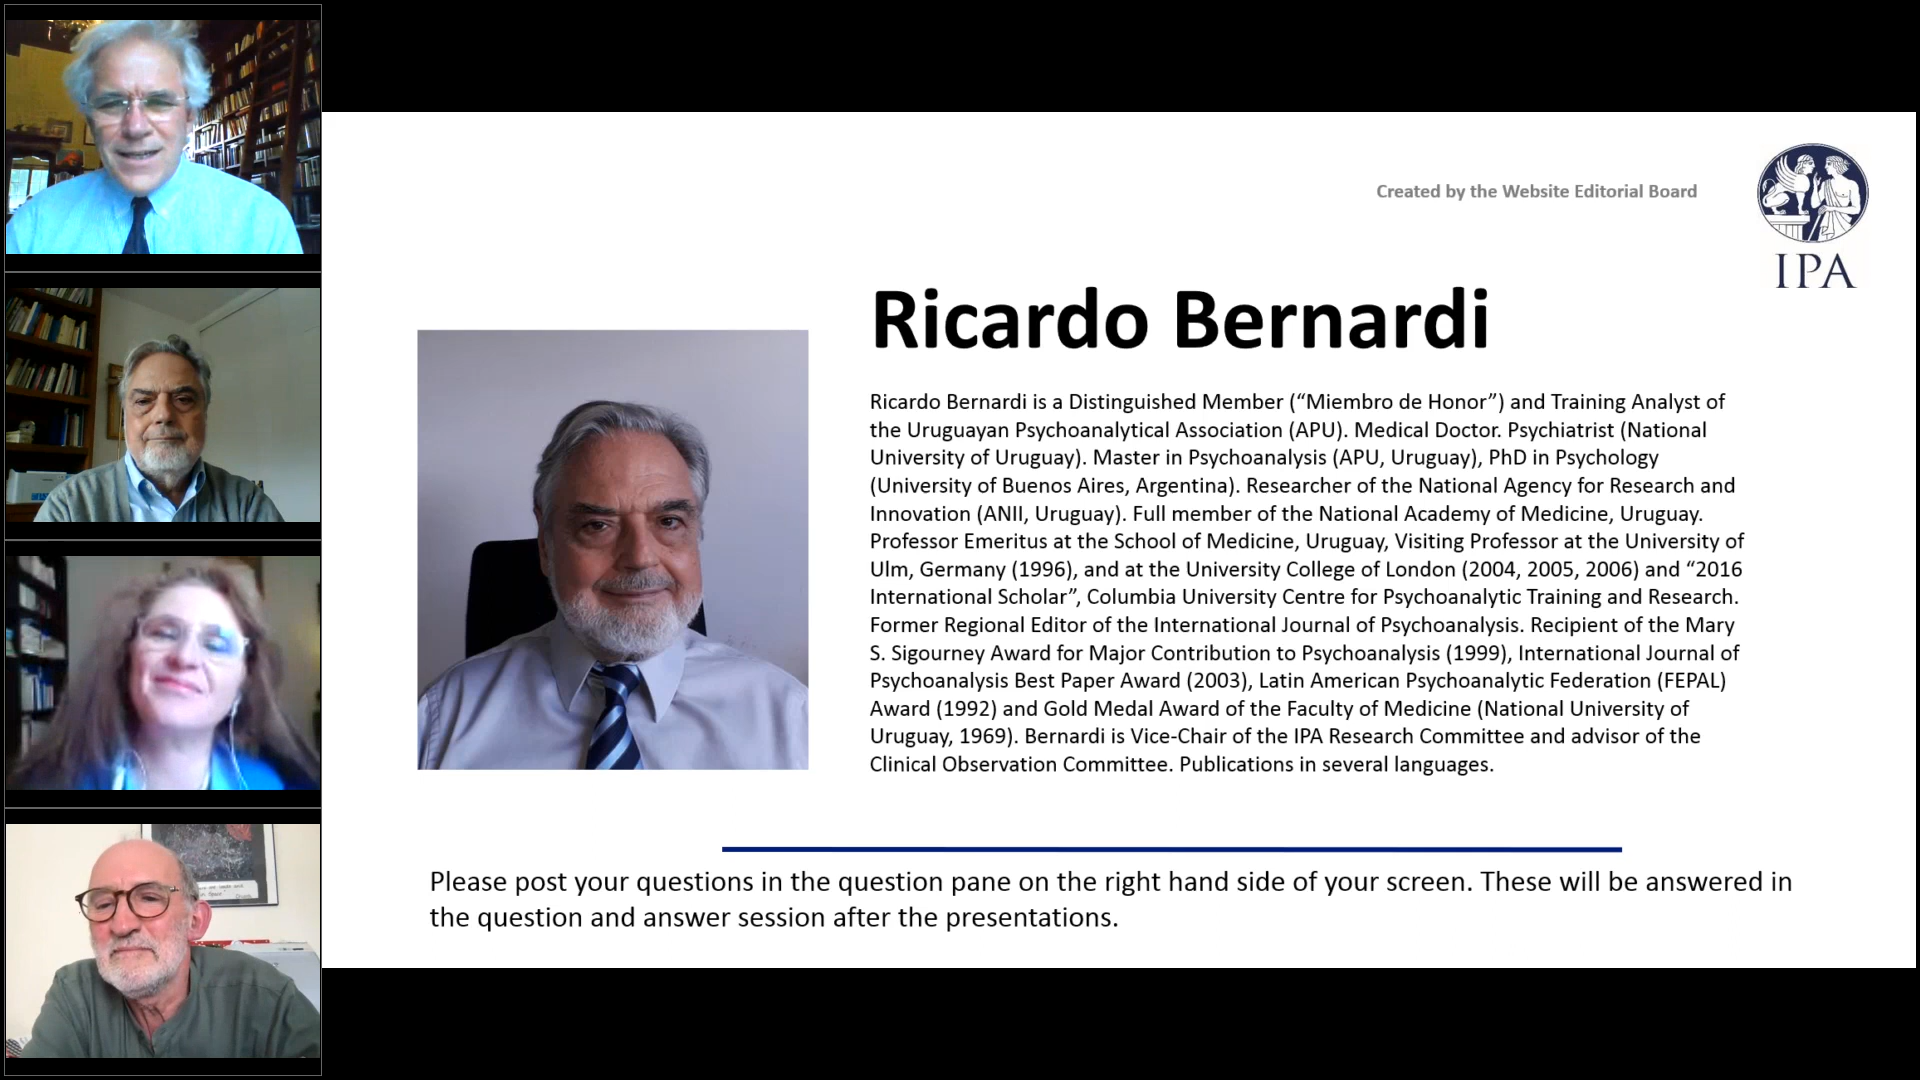 Created by the Website Editorial Board
IPA
Ricardo Bernardi
Ricardo Bernardi is a Distinguished Member (“Miembro de Honor”) and Training Analyst of
the Uruguayan Psychoanalytical Association (APU). Medical Doctor. Psychiatrist (National
University of Uruguay). Master in Psychoanalysis (APU, Uruguay), PhD in Psychology
(University of Buenos Aires, Argentina). Researcher of the National Agency for Research and
Innovation (ANII, Uruguay). Full member of the National Academy of Medicine, Uruguay.
Professor Emeritus at the School of Medicine, Uruguay, Visiting Professor at the University of
Ulm, Germany (1996), and at the University College of London (2004, 2005, 2006) and “2016
International Scholar”, Columbia University Centre for Psychoanalytic Training and Research.
Former Regional Editor of the International Journal of Psychoanalysis. Recipient of the Mary
S. Sigourney Award for Major Contribution to Psychoanalysis (1999), International Journal of
Psychoanalysis Best Paper Award (2003), Latin American Psychoanalytic Federation (FEPAL)
Award (1992) and Gold Medal Award of the Faculty of Medicine (National University of
Uruguay, 1969). Bernardi is Vice-Chair of the IPA Research Committee and advisor of the
Clinical Observation Committee. Publications in several languages.
Please post your questions in the question pane on the right hand side of your screen. These will be answered in
the question and answer session after the presentations.